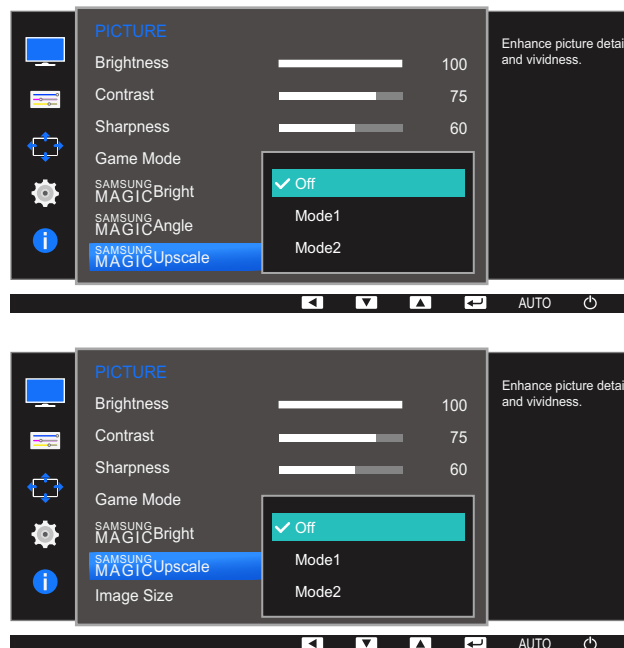 PICTURE
Brightness 100
Contrast 75
Sharpness 60
Game Mode
SAMSUNG MAGIC Bright
SAMSUNG MAGIC Angle
SAMSUNG MAGIC Upscale
Off
Mode1
Mode2
Enhance picture detai
and vividness.
AUTO
PICTURE
Brightness 100
Contrast 75
Sharpness 60
Game Mode
SAMSUNG MAGIC Bright
SAMSUNG MAGIC Upscale
Image Size
Off
Mode1
Mode2
Enhance picture detai
and vividness.
AUTO